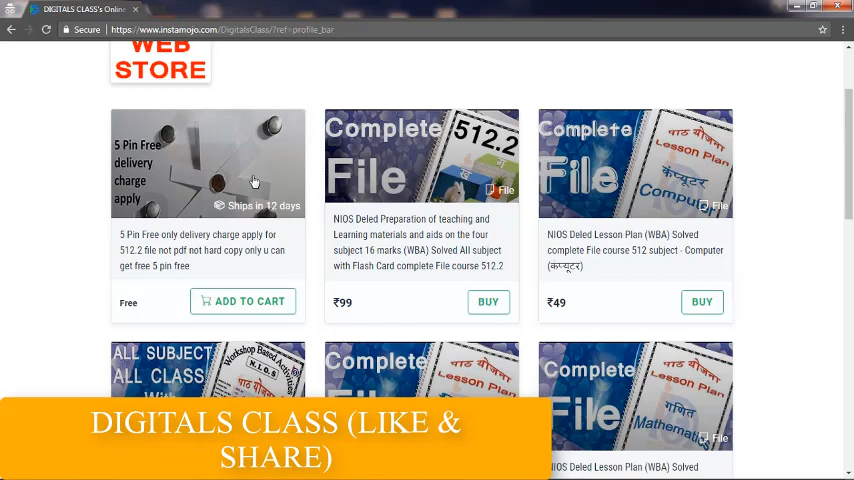 DIGITALS CLASS's Online
Secure
https://www.instamojo.com/DigitalsClass/?ref=profile_bar
WEB
STORE
5 Pin Free
delivery
charge
apply
Ships in 12 days
5 Pin Free only delivery charge apply for
512.2 file not pdf not hard copy only u can
get free 5 pin free
Free
ADD TO CART
Complete
512.2
File
File
NIOS Deled Preparation of teaching and
Learning materials and aids on the four
subject 16 marks (WBA) Solved All subject
with Flash Card complete File course 512.2
₹99
BUY
Complete
File
पाठ योजना
Lesson Plan
कंप्यूटर
Computer
File
NIOS Deled Lesson Plan (WBA) Solved
complete File course 512 subject - Computer
(कंप्यूटर)
₹49
BUY
ALL SUBJECT
ALL CLASS
Workshop Based Activities
N.I.O.S
Complete
पाठ योजना
Lesson Plan
Complete
File
पाठ योजना
Lesson Plan
गणित
Mathematics
File
NIOS Deled Lesson Plan (WBA) Solved
DIGITALS CLASS (LIKE &
SHARE)